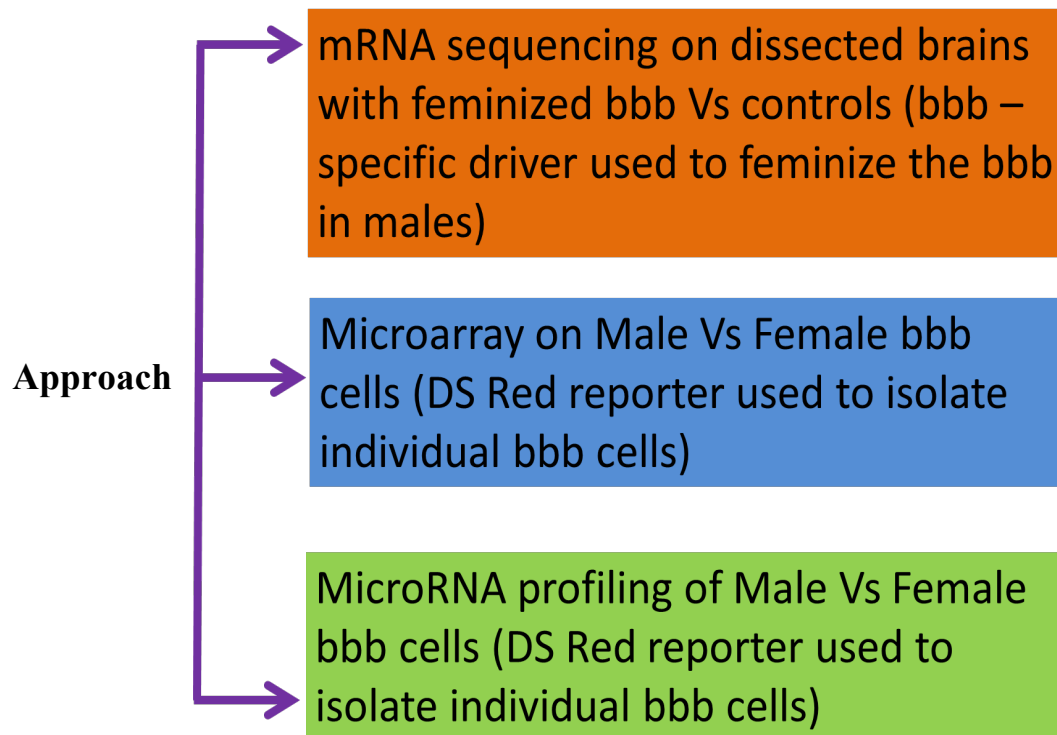 mRNA sequencing on dissected brains
with feminized bbb Vs controls (bbb –
specific driver used to feminize the bbb
in males)
Approach
Microarray on Male Vs Female bbb
cells (DS Red reporter used to isolate
individual bbb cells)
MicroRNA profiling of Male Vs Female
bbb cells (DS Red reporter used to
isolate individual bbb cells)